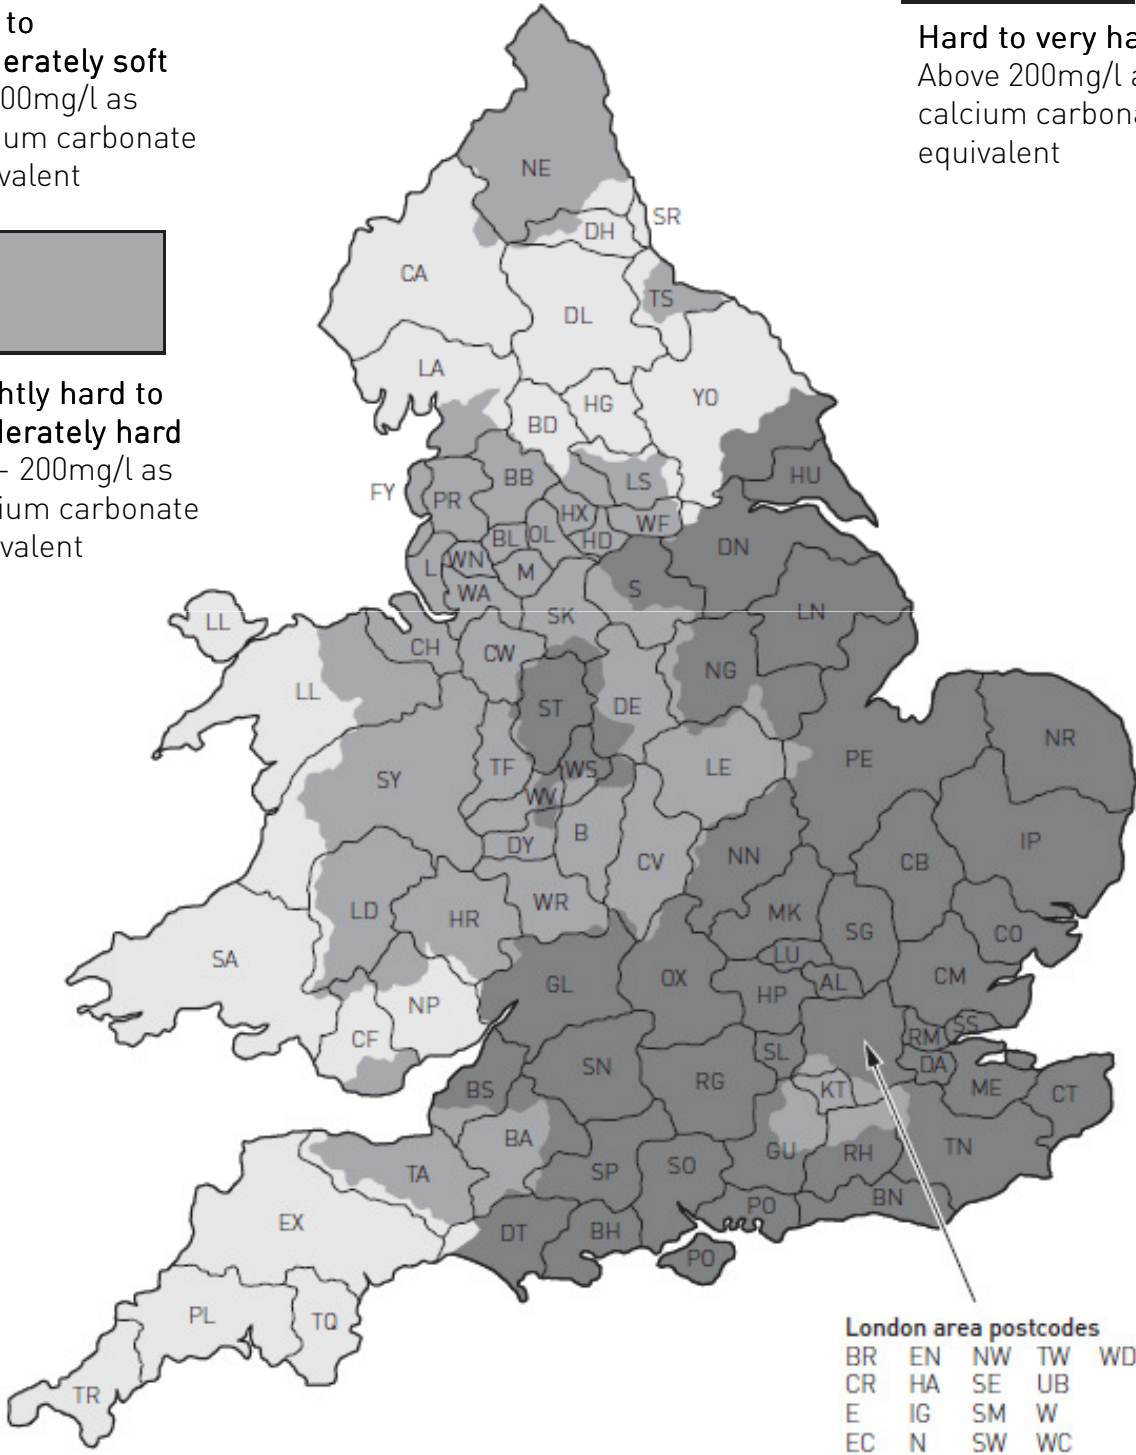 to
erately soft
00mg/l as
ium carbonate
valent
htly hard to
derately hard
- 200mg/l as
cium carbonate
valent
Hard to very ha
Above 200mg/l a
calcium carbona
equivalent
NE
SR
DH
CA
TS
DL
LA
YO
HG
BD
HU
BB
LS
FY
PR
HX
WF
BL
OL
HD
DN
L
WN
M
S
WA
LN
SK
LL
CH
CW
NG
LL
ST
DE
NR
PE
SY
TF
WS
LE
WV
B
IP
DY
NN
CB
CV
WR
LD
HR
MK
SG
CO
SA
LU
GL
OX
AL
CM
HP
NP
SS
CF
RM
SL
DA
SN
RG
ME
CT
BS
KT
BA
TN
GU
RH
TA
SP
SO
BN
PO
EX
DT
BH
PO
PL
TQ
TR
London area postcodes
BR EN NW TW WD
CR HA SE UB
E IG SM W
EC N SW WC